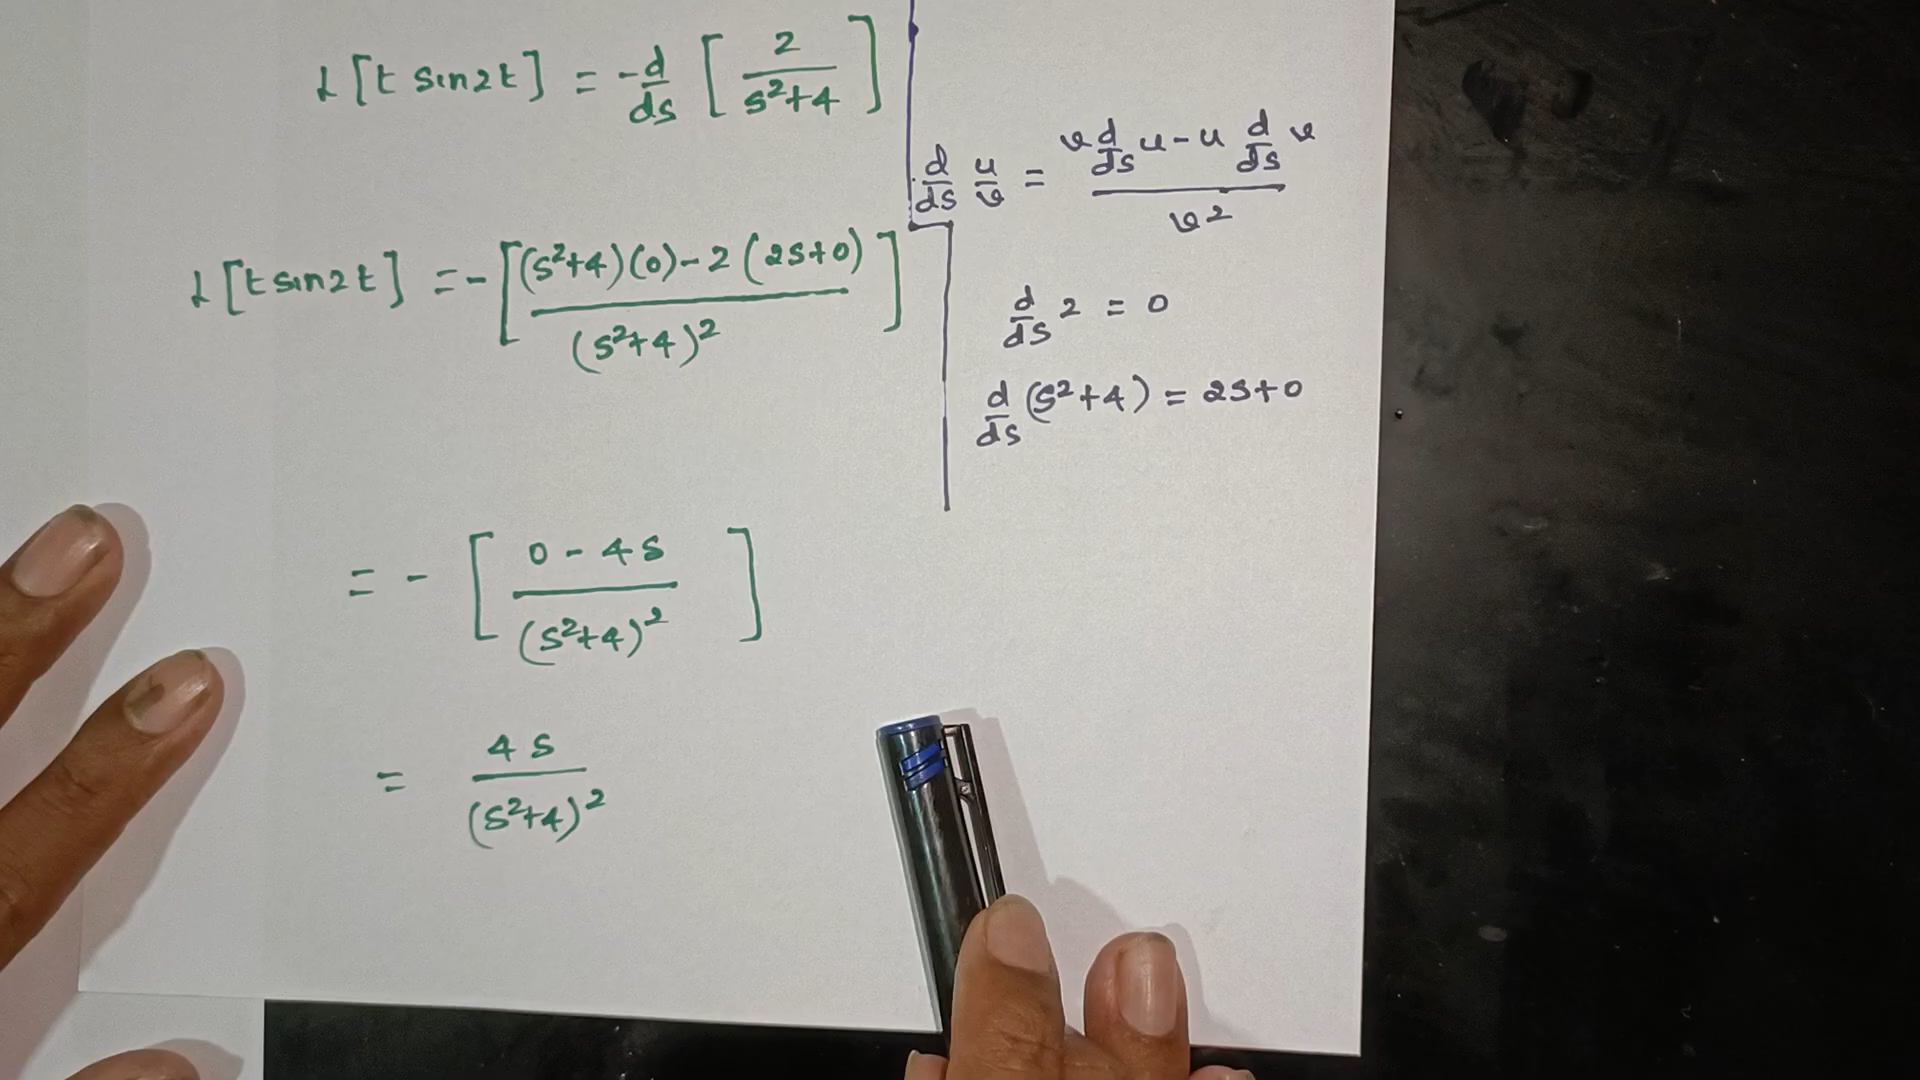 L[t sin2t] = -d/ds [2/(s²+4)]
d/ds u/v = (v d/ds u - u d/ds v)/v²
L[t sin2t] = -[((s²+4)(0) - 2(2s+0))/(s²+4)²]
d/ds 2 = 0
d/ds (s²+4) = 2s+0
= - [(0 - 4s)/(s²+4)²]
= 4s/(s²+4)²